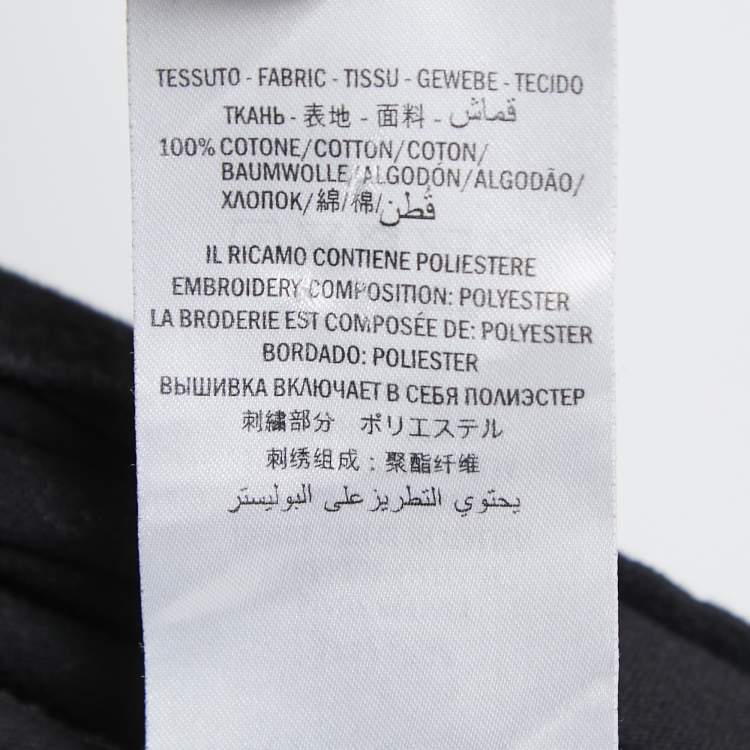 TESSUTO - FABRIC - TISSU - GEWEBE - TECIDO
ТКАНЬ - 表地 - 面料 - قماش
100% COTONE/COTTON/COTON/
BAUMWOLLE/ALGODÓN/ALGODÃO/
ХЛОПОК/綿/棉/قُطن
IL RICAMO CONTIENE POLIESTERE
EMBROIDERY COMPOSITION: POLYESTER
LA BRODERIE EST COMPOSÉE DE: POLYESTER
BORDADO: POLIESTER
ВЫШИВКА ВКЛЮЧАЕТ В СЕБЯ ПОЛИЭСТЕР
刺繍部分 ポリエステル
刺绣组成：聚酯纤维
يحتوي التطريز على البوليستر